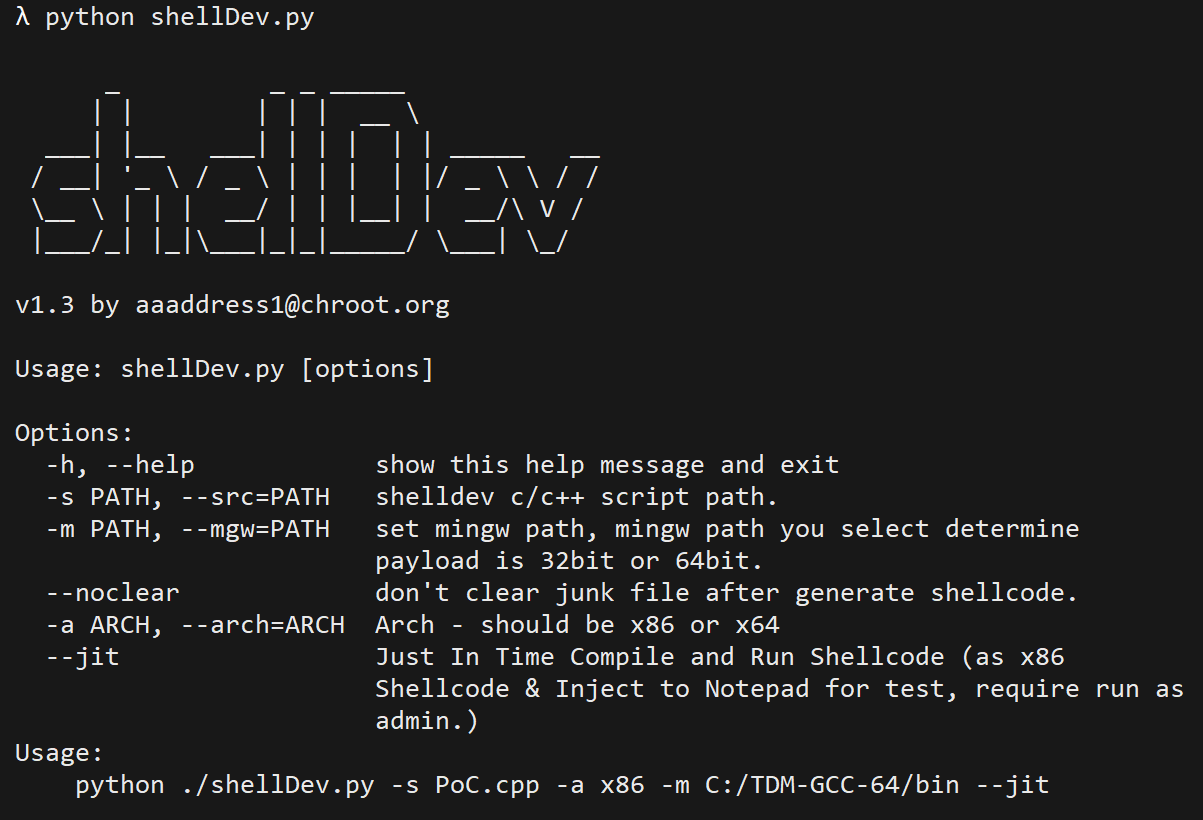 λ python shellDev.py
shellDev
v1.3 by aaaddress1@chroot.org
Usage: shellDev.py [options]
Options:
-h, --help show this help message and exit
-s PATH, --src=PATH shelldev c/c++ script path.
-m PATH, --mgw=PATH set mingw path, mingw path you select determine
payload is 32bit or 64bit.
--noclear don't clear junk file after generate shellcode.
-a ARCH, --arch=ARCH Arch - should be x86 or x64
--jit Just In Time Compile and Run Shellcode (as x86
Shellcode & Inject to Notepad for test, require run as
admin.)
Usage:
python ./shellDev.py -s PoC.cpp -a x86 -m C:/TDM-GCC-64/bin --jit